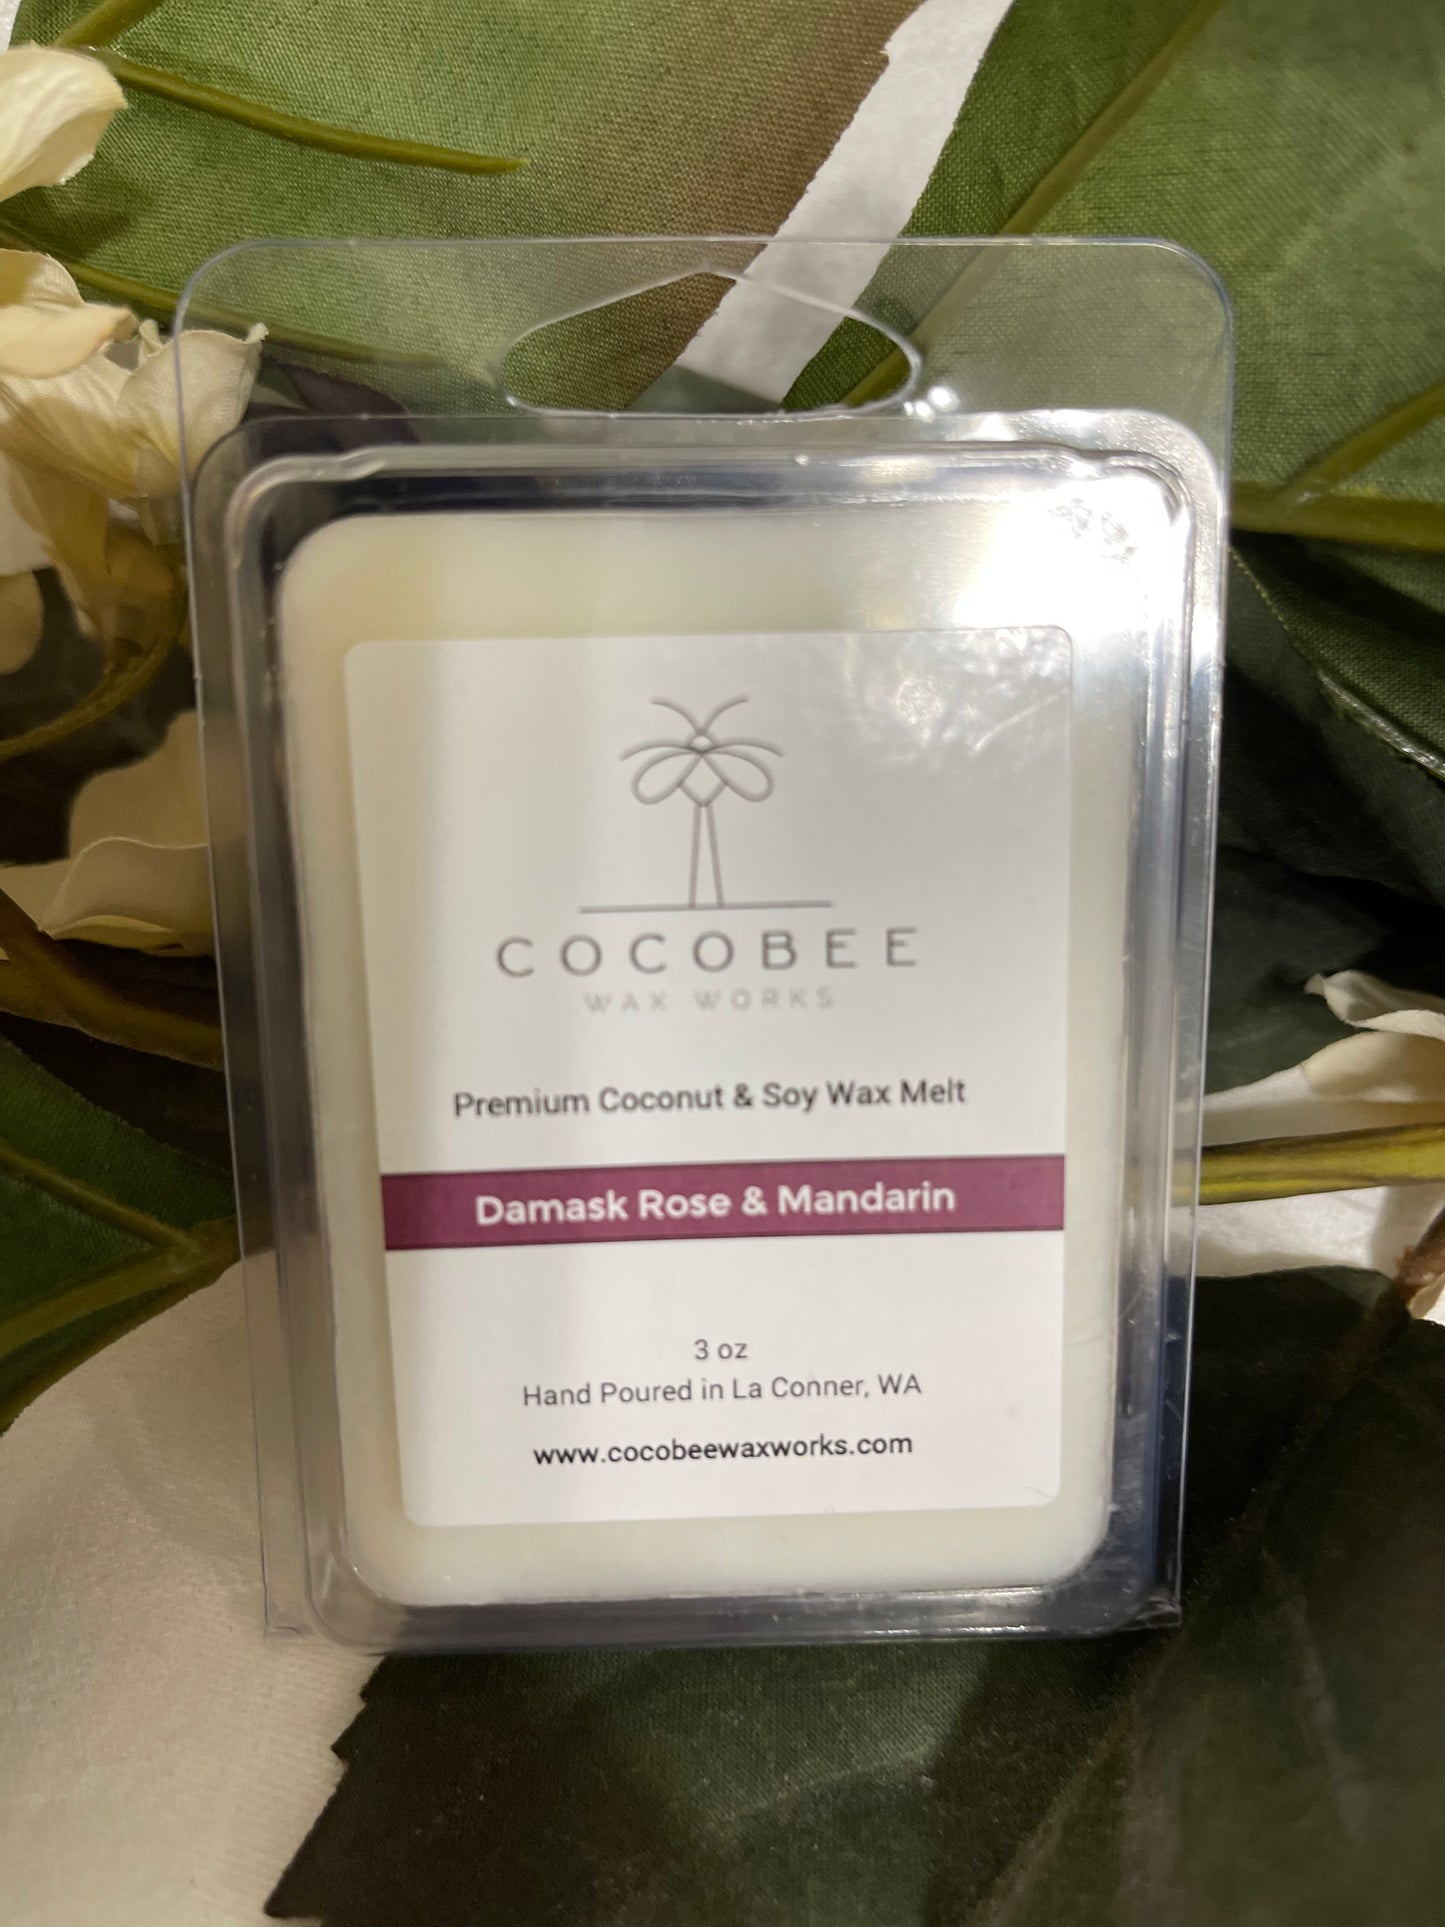 COCOBEE
WAX WORKS
Premium Coconut & Soy Wax Melt
Damask Rose & Mandarin
3 oz
Hand Poured in La Conner, WA
www.cocobeewaxworks.com